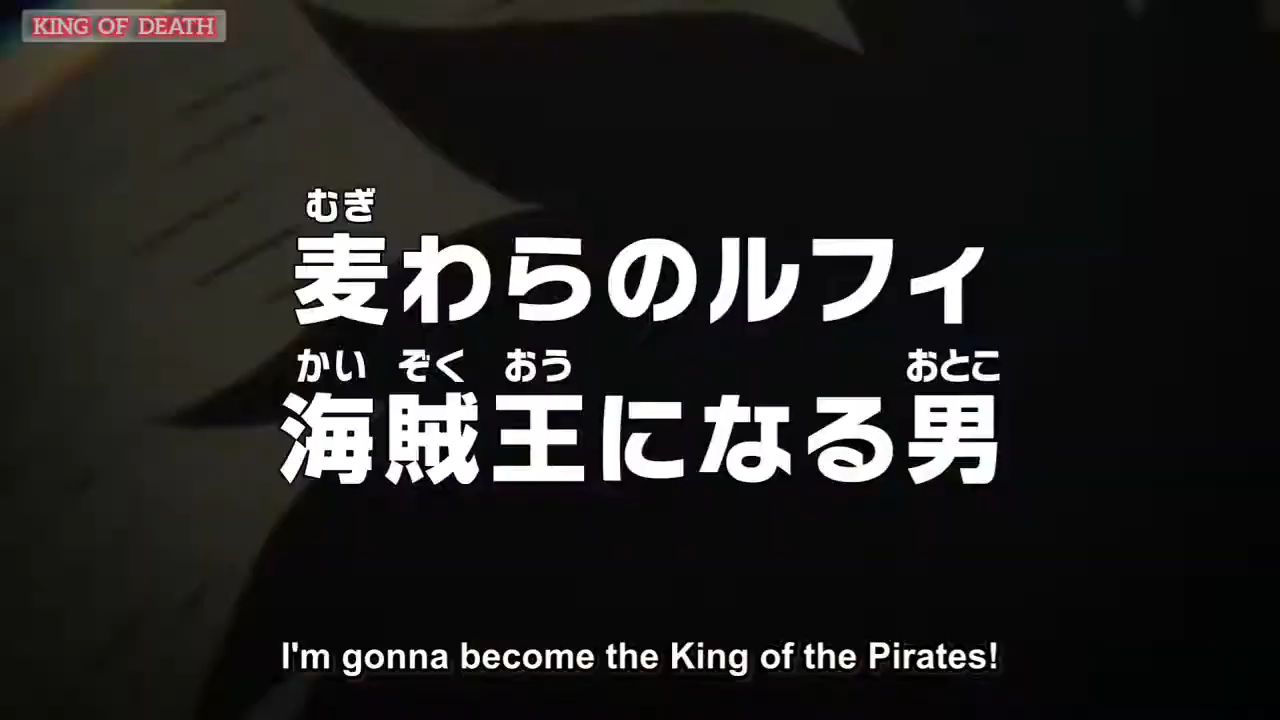 KING OF DEATH
むぎ
麦わらのルフィ
かい ぞく おう おとこ
海賊王になる男
I'm gonna become the King of the Pirates!